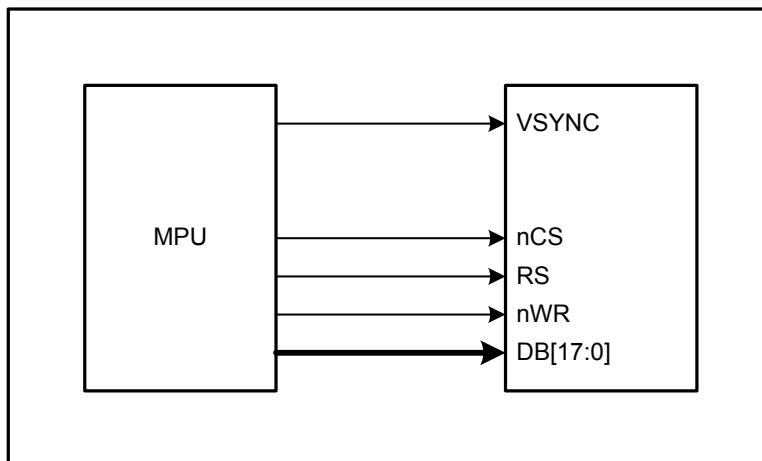 VSYNC
MPU
nCS
RS
nWR
DB[17:0]